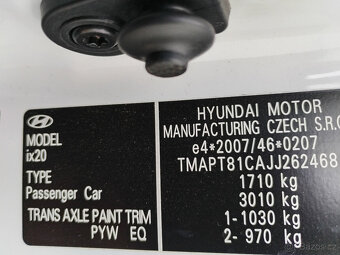 HYUNDAI MOTOR
MANUFACTURING CZECH S.R.O
e4*2007/46*0207
TMAPT81CAJJ262468
1710 kg
3010 kg
1- 1030 kg
2- 970 kg
MODEL
ix20
TYPE
Passenger Car
TRANS AXLE PAINT TRIM
PYW EQ